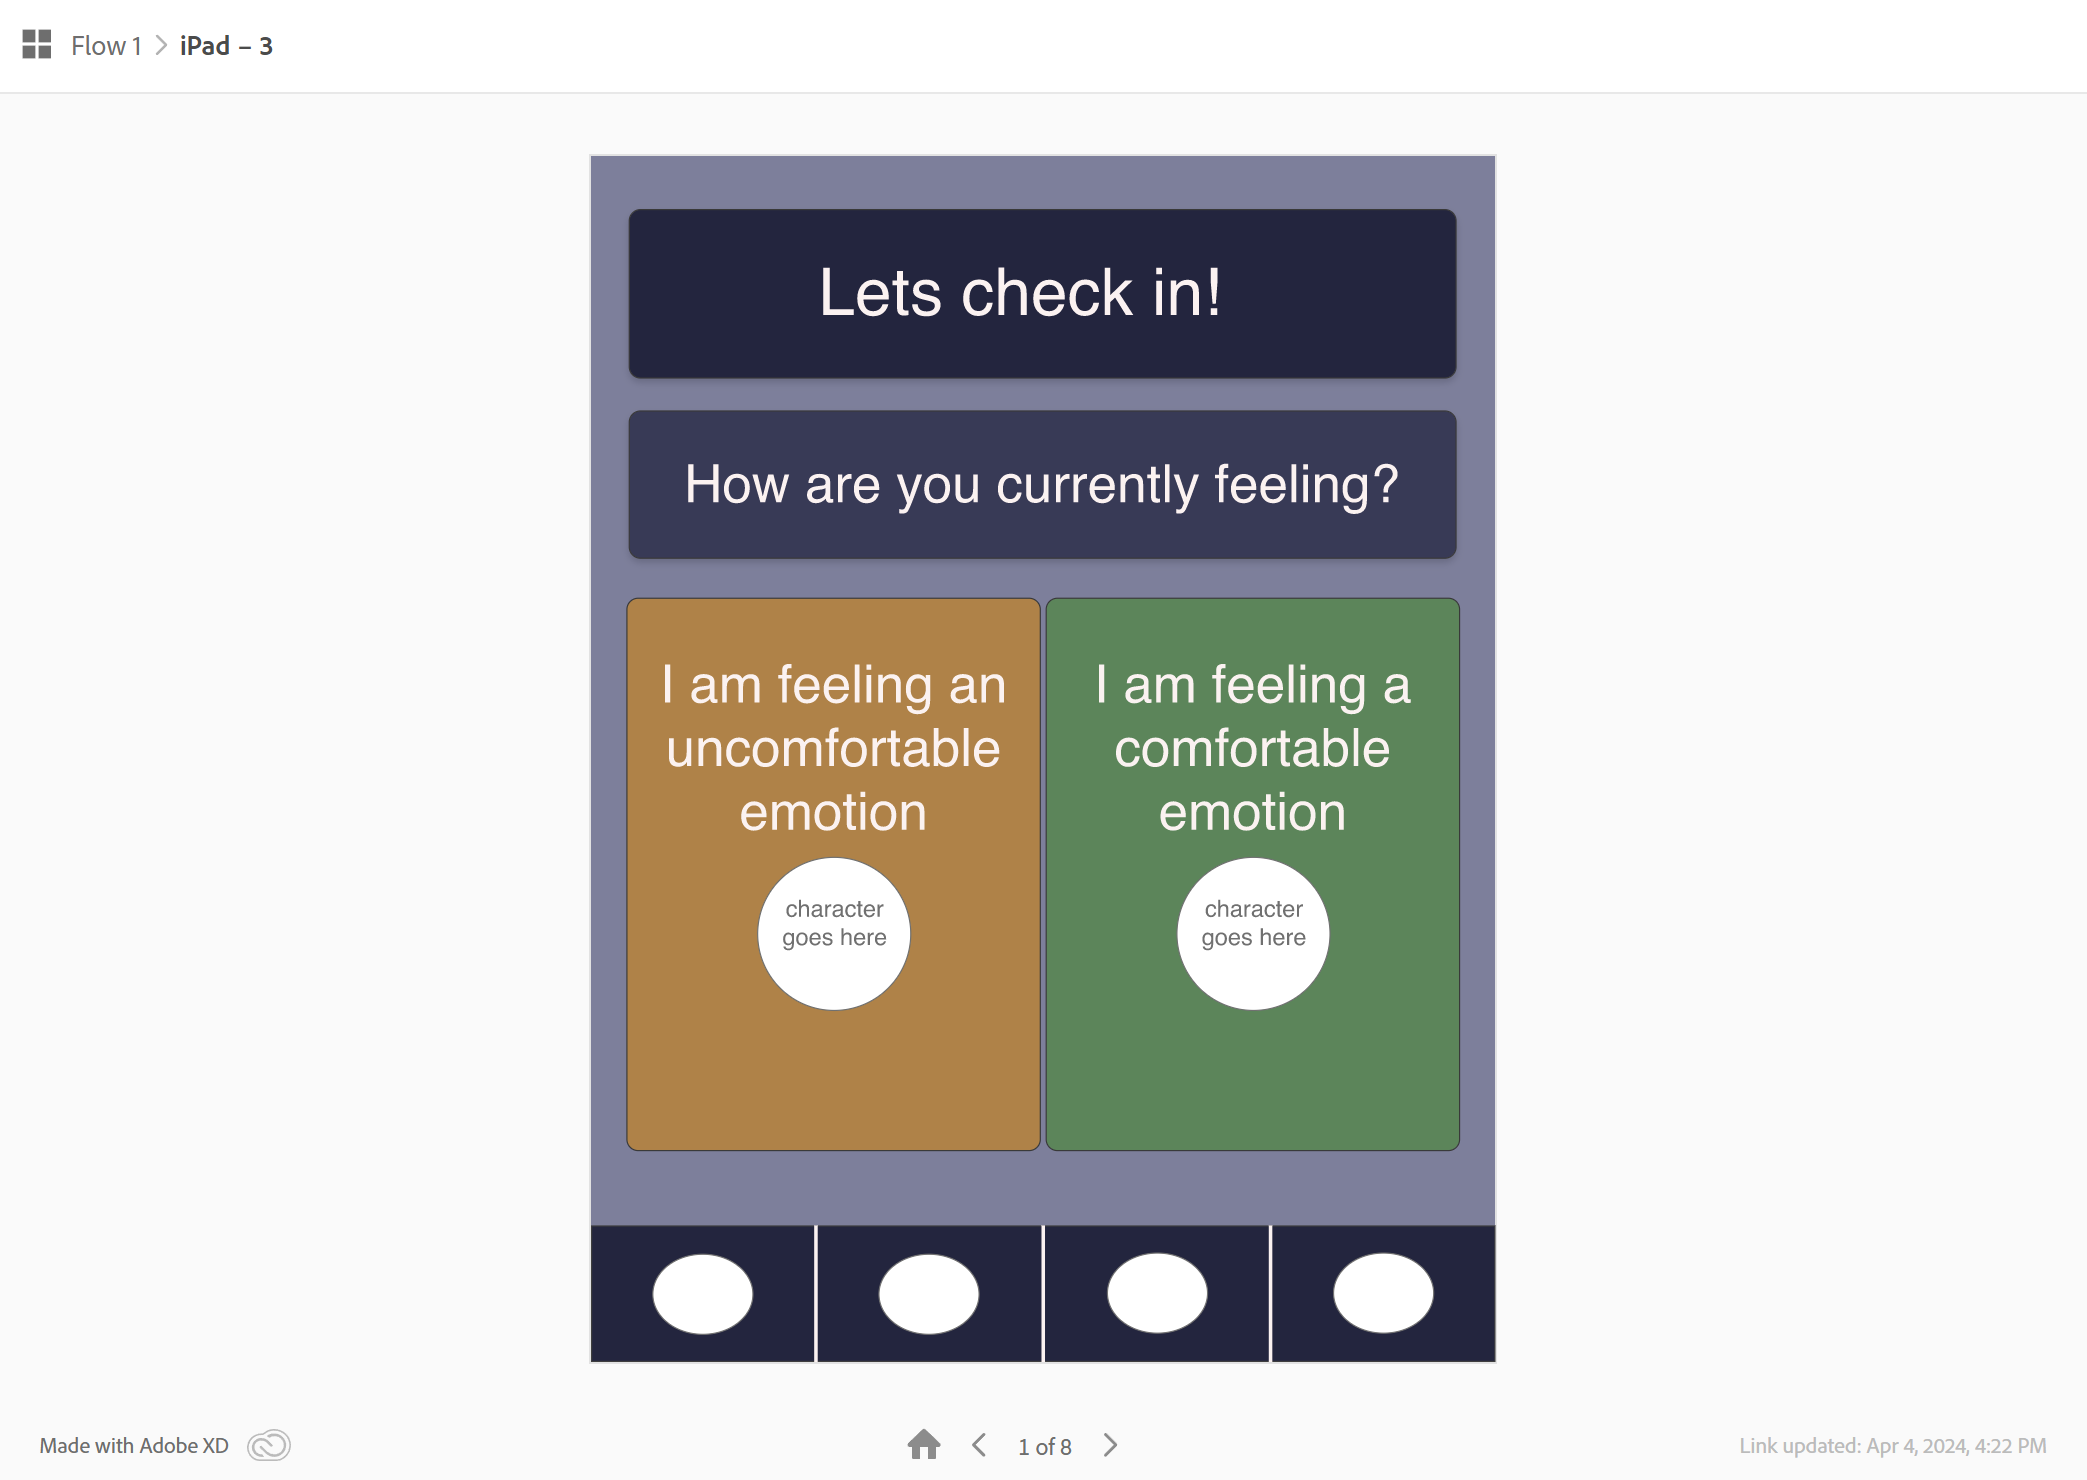 Flow 1 > iPad – 3
Lets check in!
How are you currently feeling?
I am feeling an
uncomfortable
emotion
character
goes here
I am feeling a
comfortable
emotion
character
goes here
Made with Adobe XD
1 of 8
Link updated: Apr 4, 2024, 4:22 PM